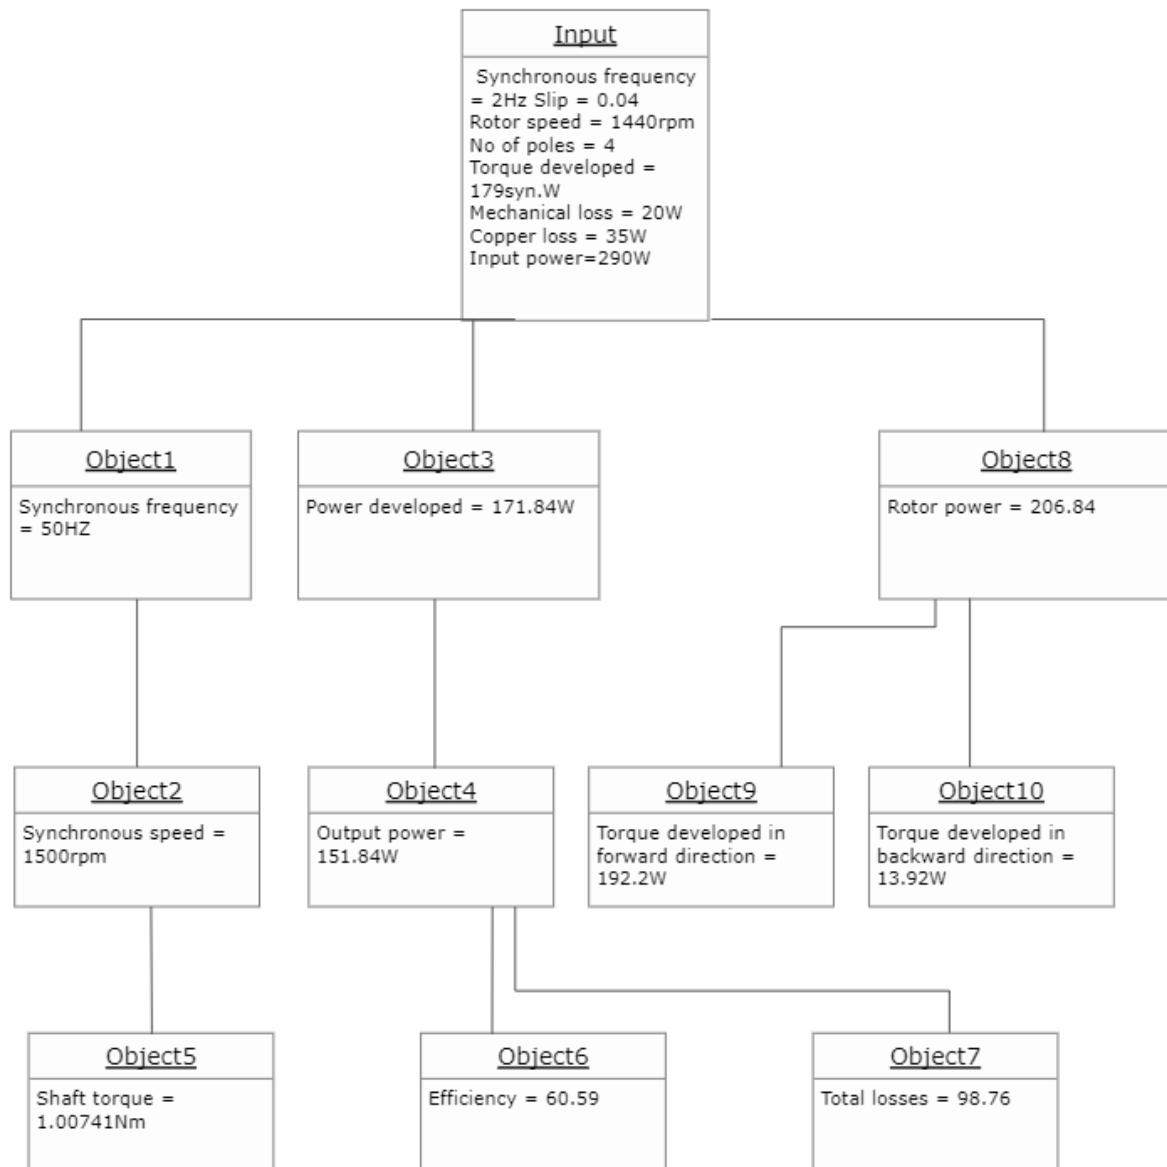 Input
Synchronous frequency
= 2Hz Slip = 0.04
Rotor speed = 1440rpm
No of poles = 4
Torque developed =
179syn.W
Mechanical loss = 20W
Copper loss = 35W
Input power=290W
Object1
Synchronous frequency
= 50HZ
Object3
Power developed = 171.84W
Object8
Rotor power = 206.84
Object2
Synchronous speed =
1500rpm
Object4
Output power =
151.84W
Object9
Torque developed in
forward direction =
192.2W
Object10
Torque developed in
backward direction =
13.92W
Object5
Shaft torque =
1.00741Nm
Object6
Efficiency = 60.59
Object7
Total losses = 98.76